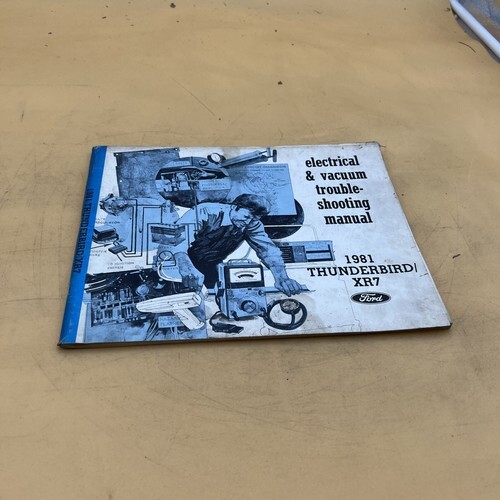 electrical
& vacuum
trouble-
shooting
manual
1981
THUNDERBIRD/
XR7
Ford